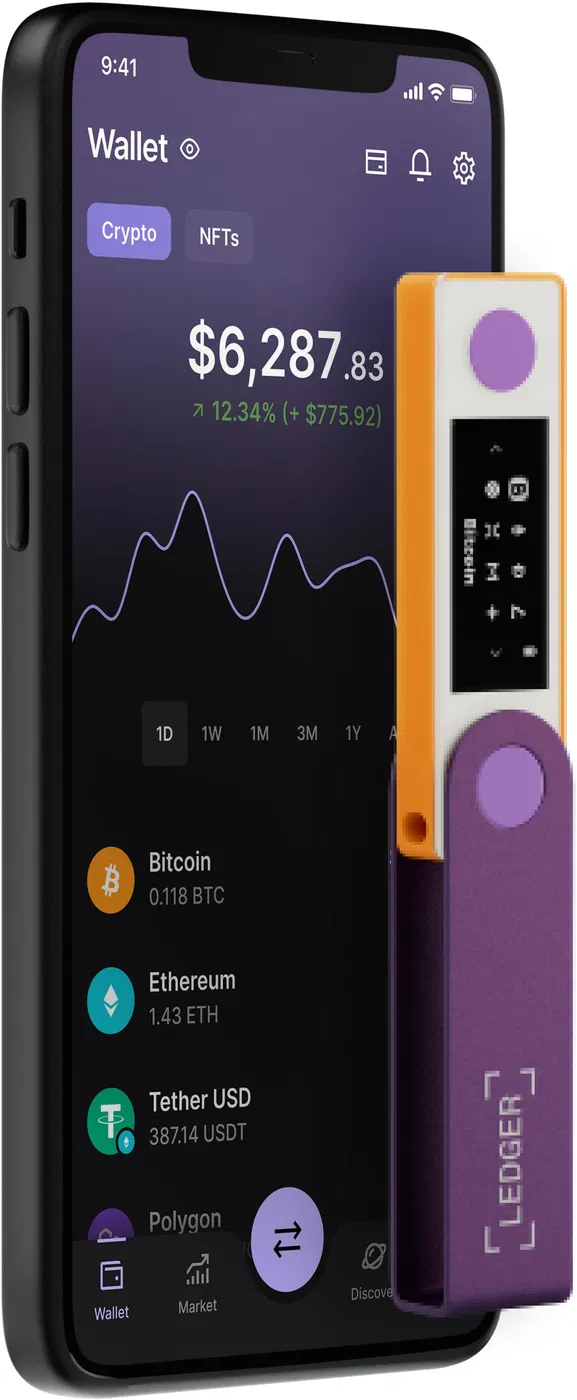 9:41
Wallet
Crypto
NFTs
$6,287.83
12.34% (+ $775.92)
1D 1W 1M 3M 1Y A
Bitcoin
0.118 BTC
Ethereum
1.43 ETH
Tether USD
387.14 USDT
Polygon
Wallet
Market
Discove
Bitcoin
LEDGER